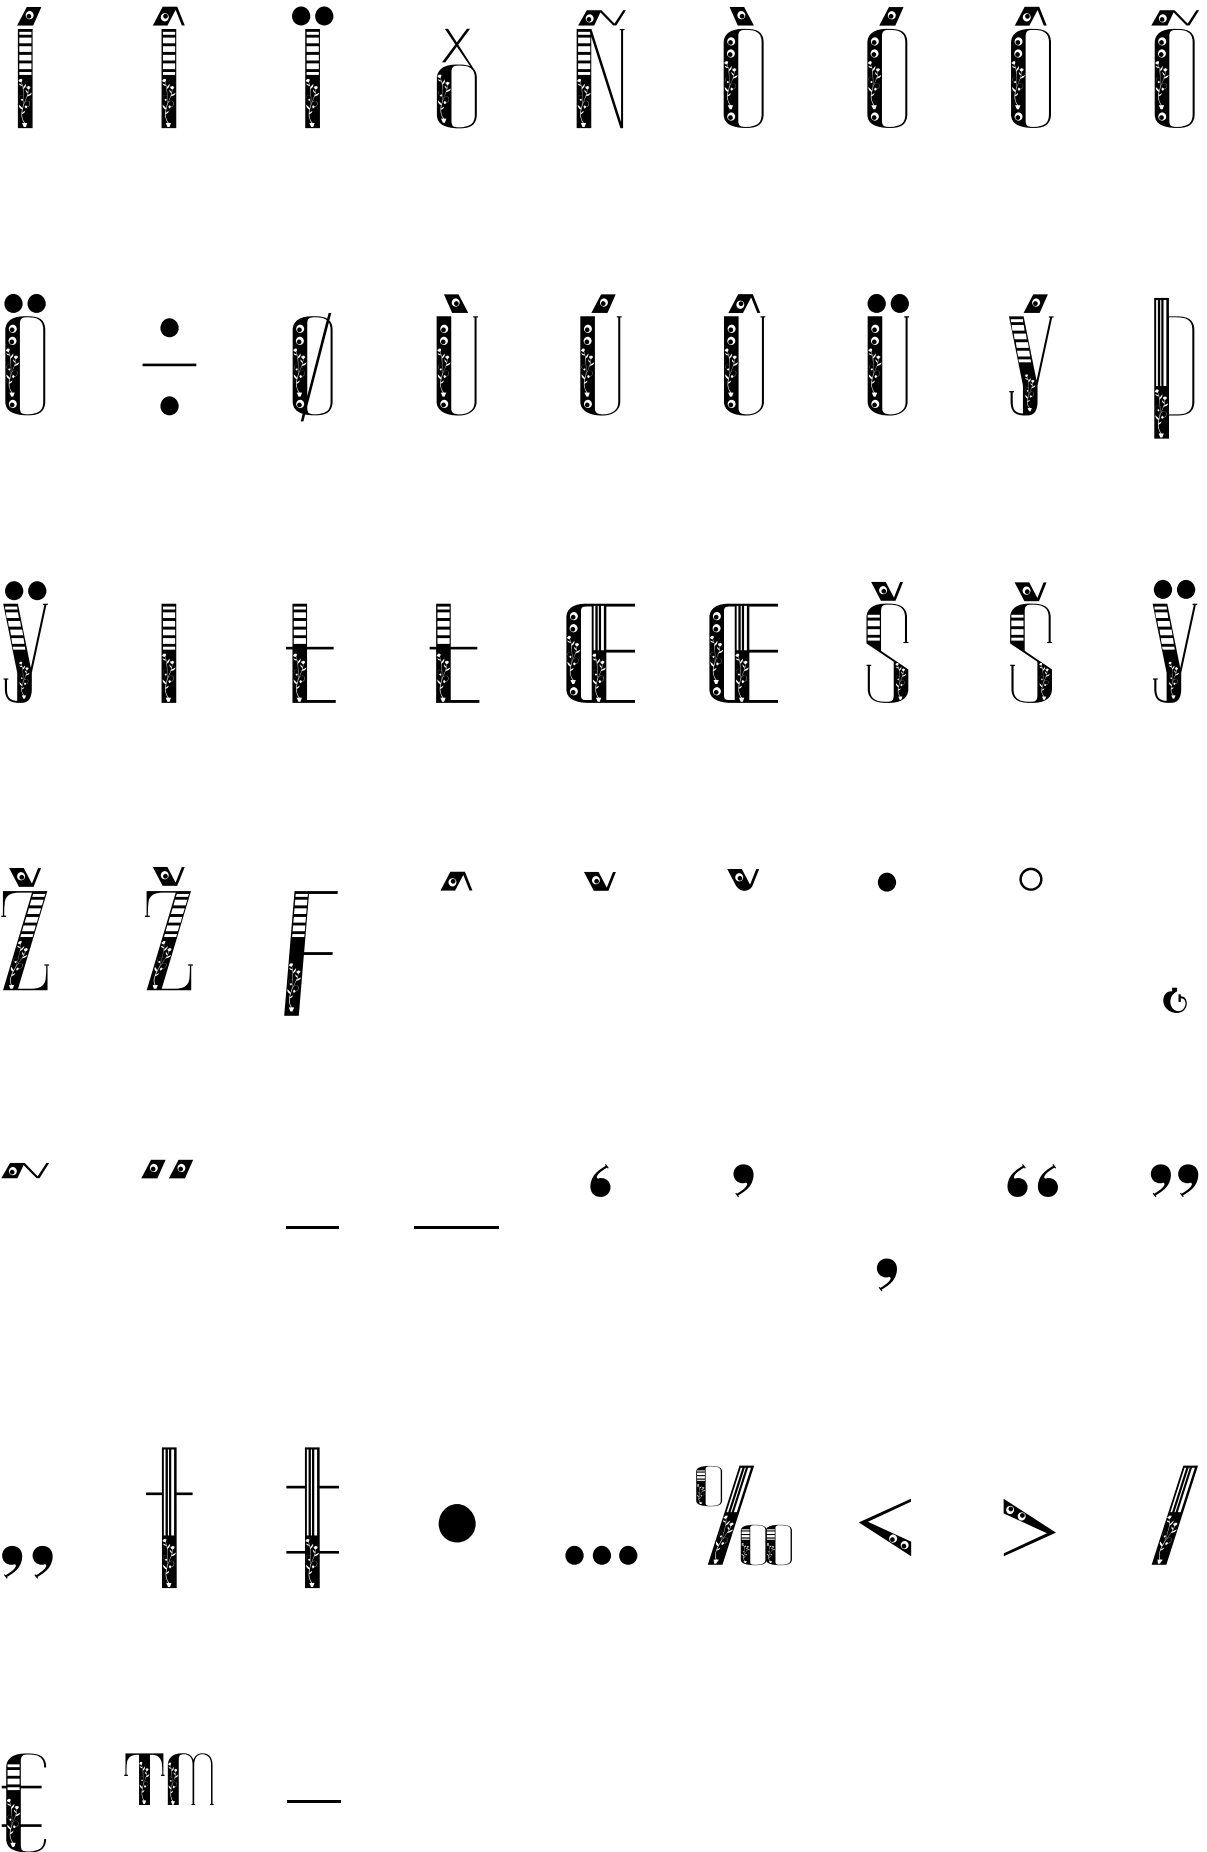 Í Î Ï ð Ñ Ò Ó Ô Õ
Ö ÷ Ø Ù Ú Û Ü Ý Þ
Ÿ ı Ł Ł Œ Œ Š Š Ÿ
Ž Ž ƒ ˆ ˇ ˘ ˙ ˚ ˛
˜ ˝ – — ‘ ’ ‚ “ ”
„ † ‡ • … ‰ ‹ › ⁄
€ ™ −